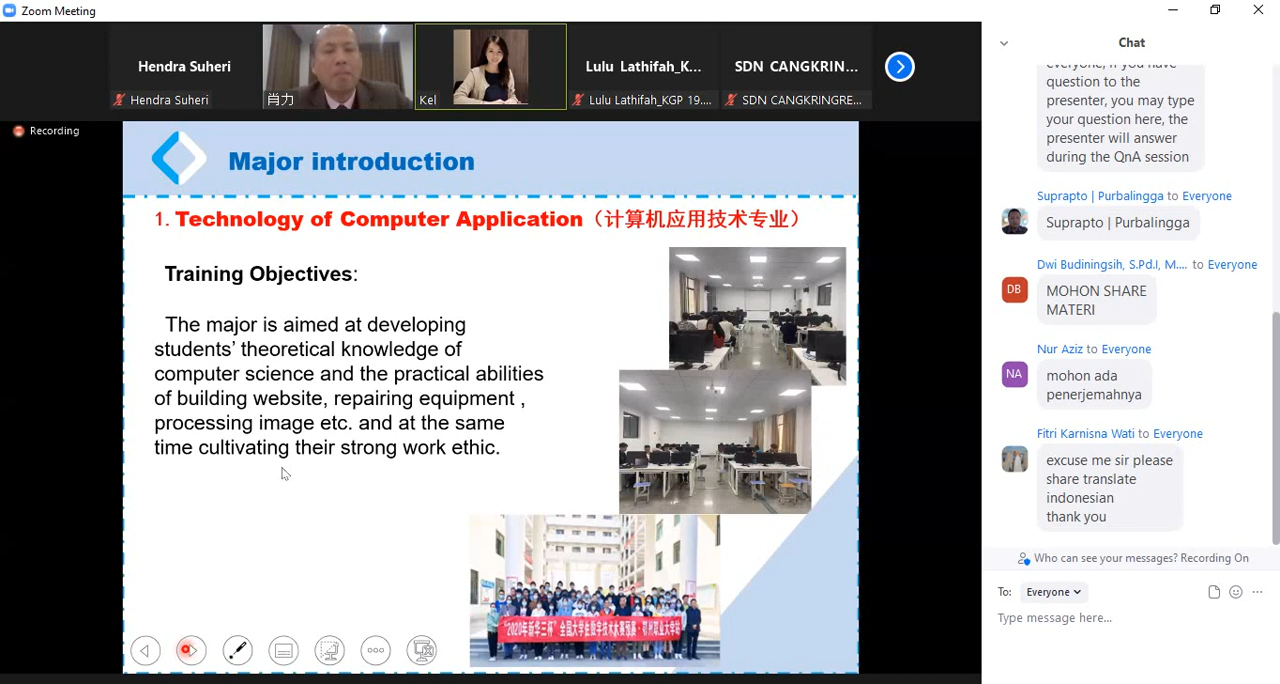 Zoom Meeting
Hendra Suheri
Hendra Suheri
肖力
Kel
Lulu Lathifah_K...
Lulu Lathifah_KGP 19....
SDN CANGKRIN...
SDN CANGKRINGRE...
Recording
Major introduction
1. Technology of Computer Application（计算机应用技术专业）
Training Objectives:
The major is aimed at developing
students’ theoretical knowledge of
computer science and the practical abilities
of building website, repairing equipment ,
processing image etc. and at the same
time cultivating their strong work ethic.
Chat
everyone, if you have
question to the
presenter, you may type
your question here, the
presenter will answer
during the QnA session
Suprapto | Purbalingga to Everyone
Suprapto | Purbalingga
Dwi Budiningsih, S.Pd.I, M.... to Everyone
DB
MOHON SHARE
MATERI
Nur Aziz to Everyone
NA
mohon ada
penerjemahnya
Fitri Karnisna Wati to Everyone
excuse me sir please
share translate
indonesian
thank you
Who can see your messages? Recording On
To: Everyone
Type message here...